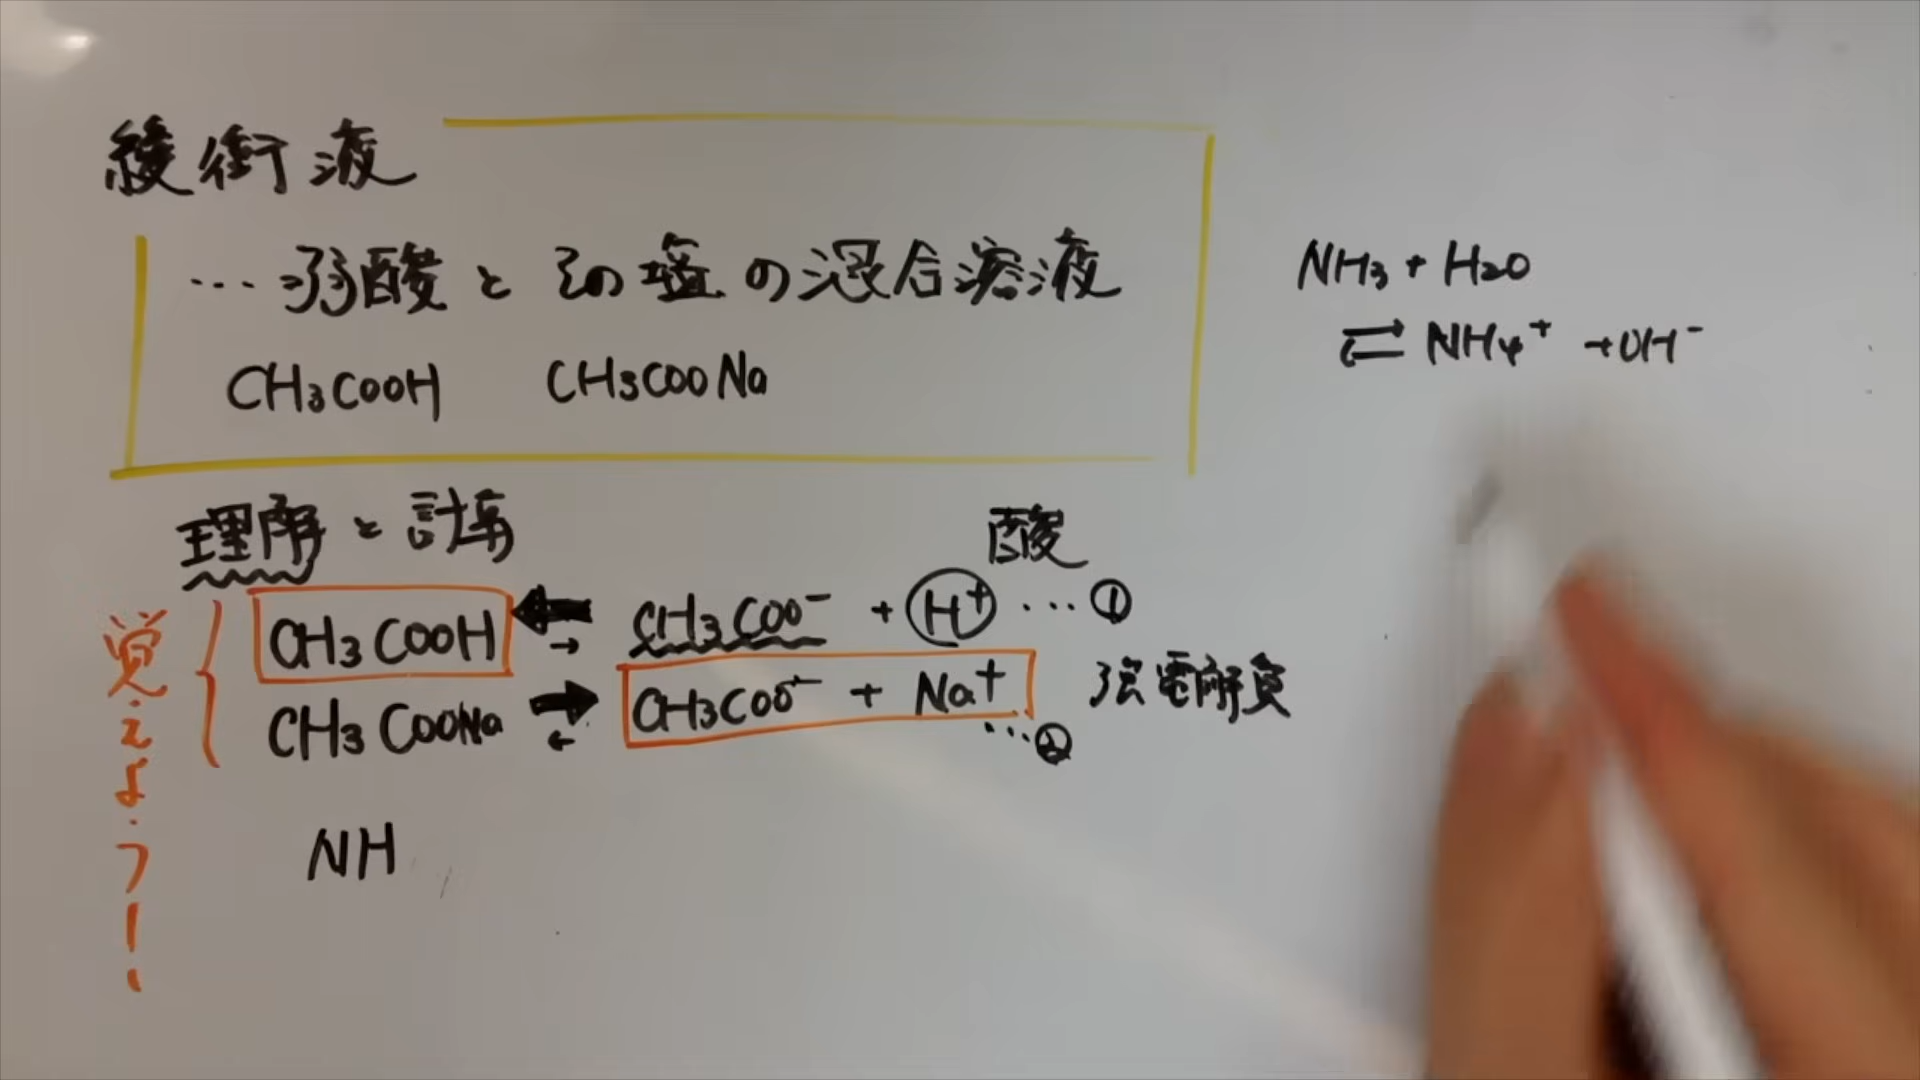 緩衝液
…弱酸とその塩の混合溶液
CH3COOH CH3COONa
理解と計算
酸
CH3COOH ⇄ CH3COO⁻ + H⁺ …①
CH3COONa ⇄ CH3COO⁻ + Na⁺ …②
強電解質
覚えよう!
NH
NH3 + H2O
⇄ NH4⁺ + OH⁻